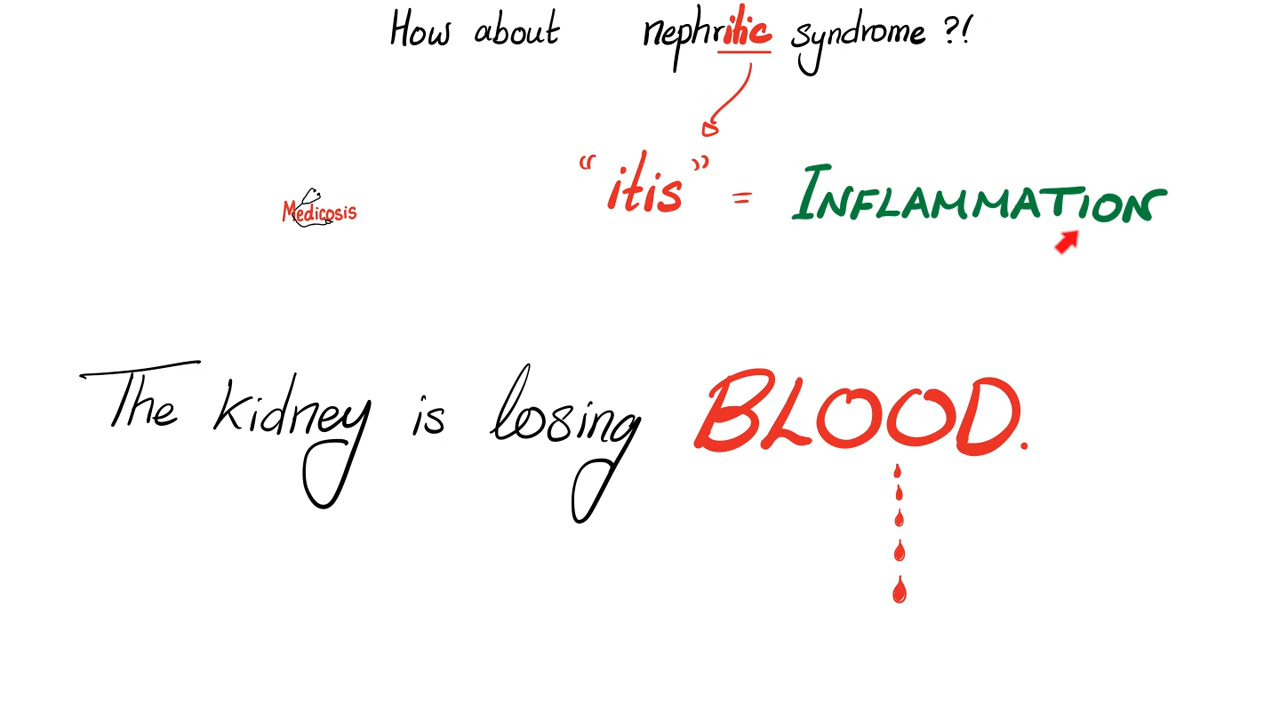 How about nephritic syndrome ?!
"itis" = INFLAMMATION
Medicosis
The kidney is losing BLOOD.